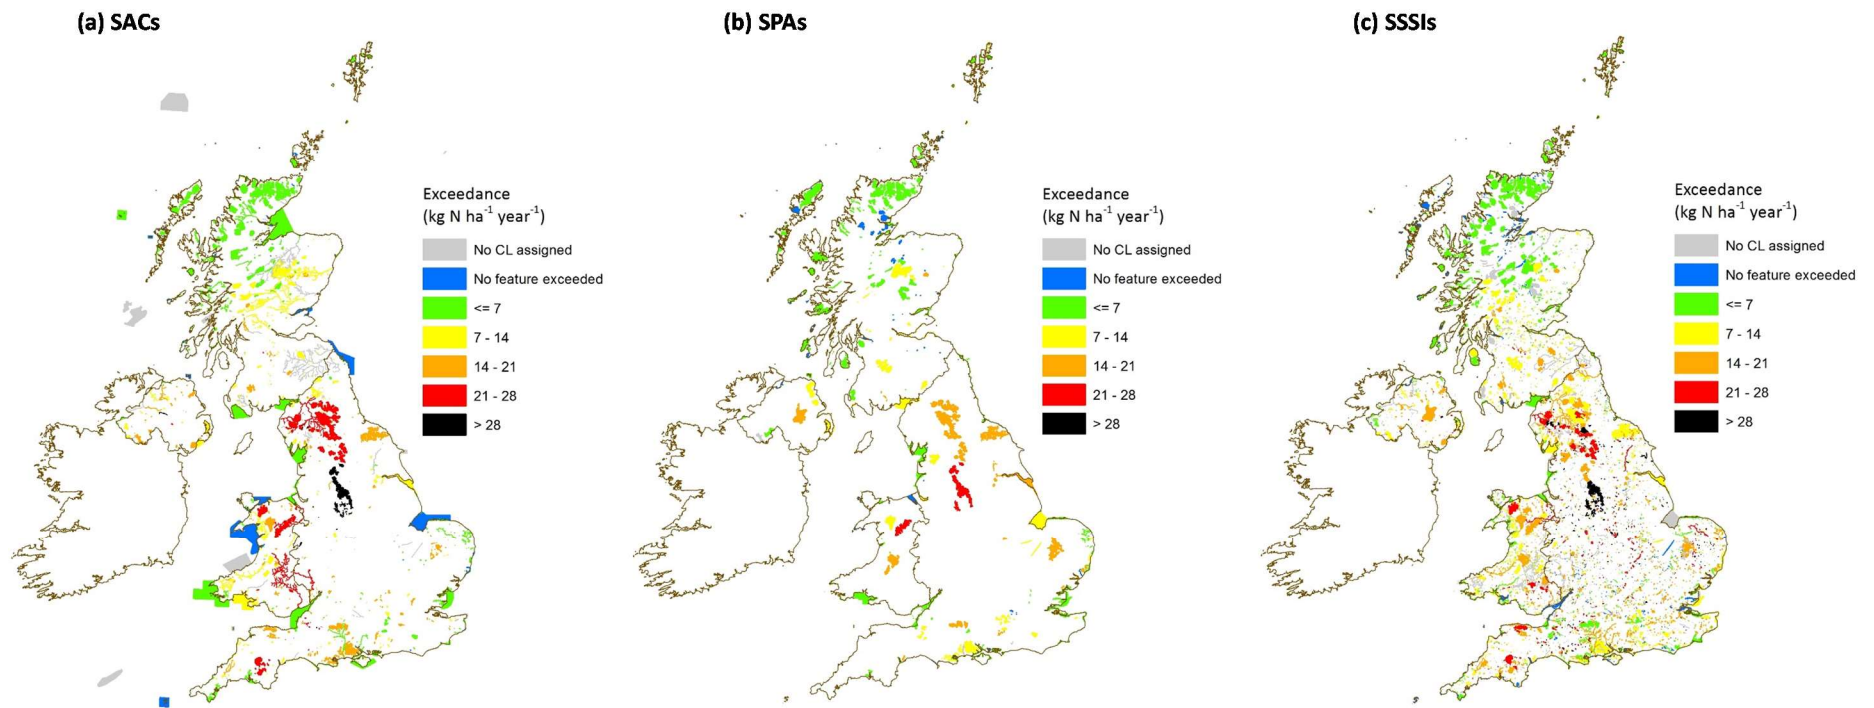 (a) SACs
(b) SPAs
(c) SSSIs
Exceedance
(kg N ha⁻¹ year⁻¹)
No CL assigned
No feature exceeded
<= 7
7 - 14
14 - 21
21 - 28
> 28
Exceedance
(kg N ha⁻¹ year⁻¹)
No CL assigned
No feature exceeded
<= 7
7 - 14
14 - 21
21 - 28
> 28
Exceedance
(kg N ha⁻¹ year⁻¹)
No CL assigned
No feature exceeded
<= 7
7 - 14
14 - 21
21 - 28
> 28